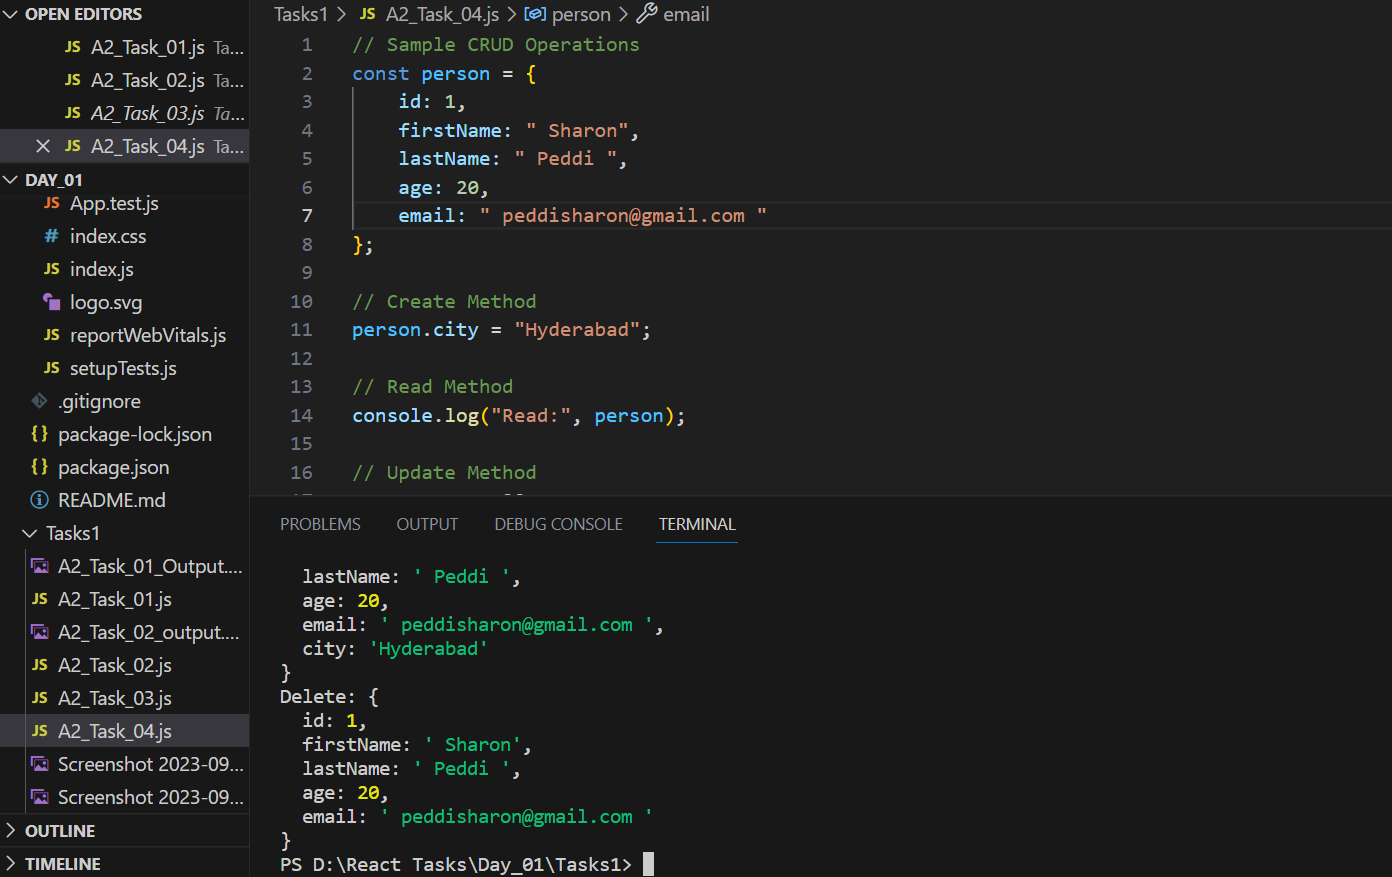 OPEN EDITORS
JS A2_Task_01.js Ta...
JS A2_Task_02.js Ta...
JS A2_Task_03.js Ta...
JS A2_Task_04.js Ta...
DAY_01
JS App.test.js
# index.css
JS index.js
logo.svg
JS reportWebVitals.js
JS setupTests.js
.gitignore
{} package-lock.json
{} package.json
README.md
Tasks1
A2_Task_01_Output....
JS A2_Task_01.js
A2_Task_02_output....
JS A2_Task_02.js
JS A2_Task_03.js
JS A2_Task_04.js
Screenshot 2023-09...
Screenshot 2023-09...
OUTLINE
TIMELINE
Tasks1 > JS A2_Task_04.js > person > email
1 // Sample CRUD Operations
2 const person = {
3     id: 1,
4     firstName: " Sharon",
5     lastName: " Peddi ",
6     age: 20,
7     email: " peddisharon@gmail.com "
8 };
9
10 // Create Method
11 person.city = "Hyderabad";
12
13 // Read Method
14 console.log("Read:", person);
15
16 // Update Method
PROBLEMS OUTPUT DEBUG CONSOLE TERMINAL
  lastName: ' Peddi ',
  age: 20,
  email: ' peddisharon@gmail.com ',
  city: 'Hyderabad'
}
Delete: {
  id: 1,
  firstName: ' Sharon',
  lastName: ' Peddi ',
  age: 20,
  email: ' peddisharon@gmail.com '
}
PS D:\React Tasks\Day_01\Tasks1>